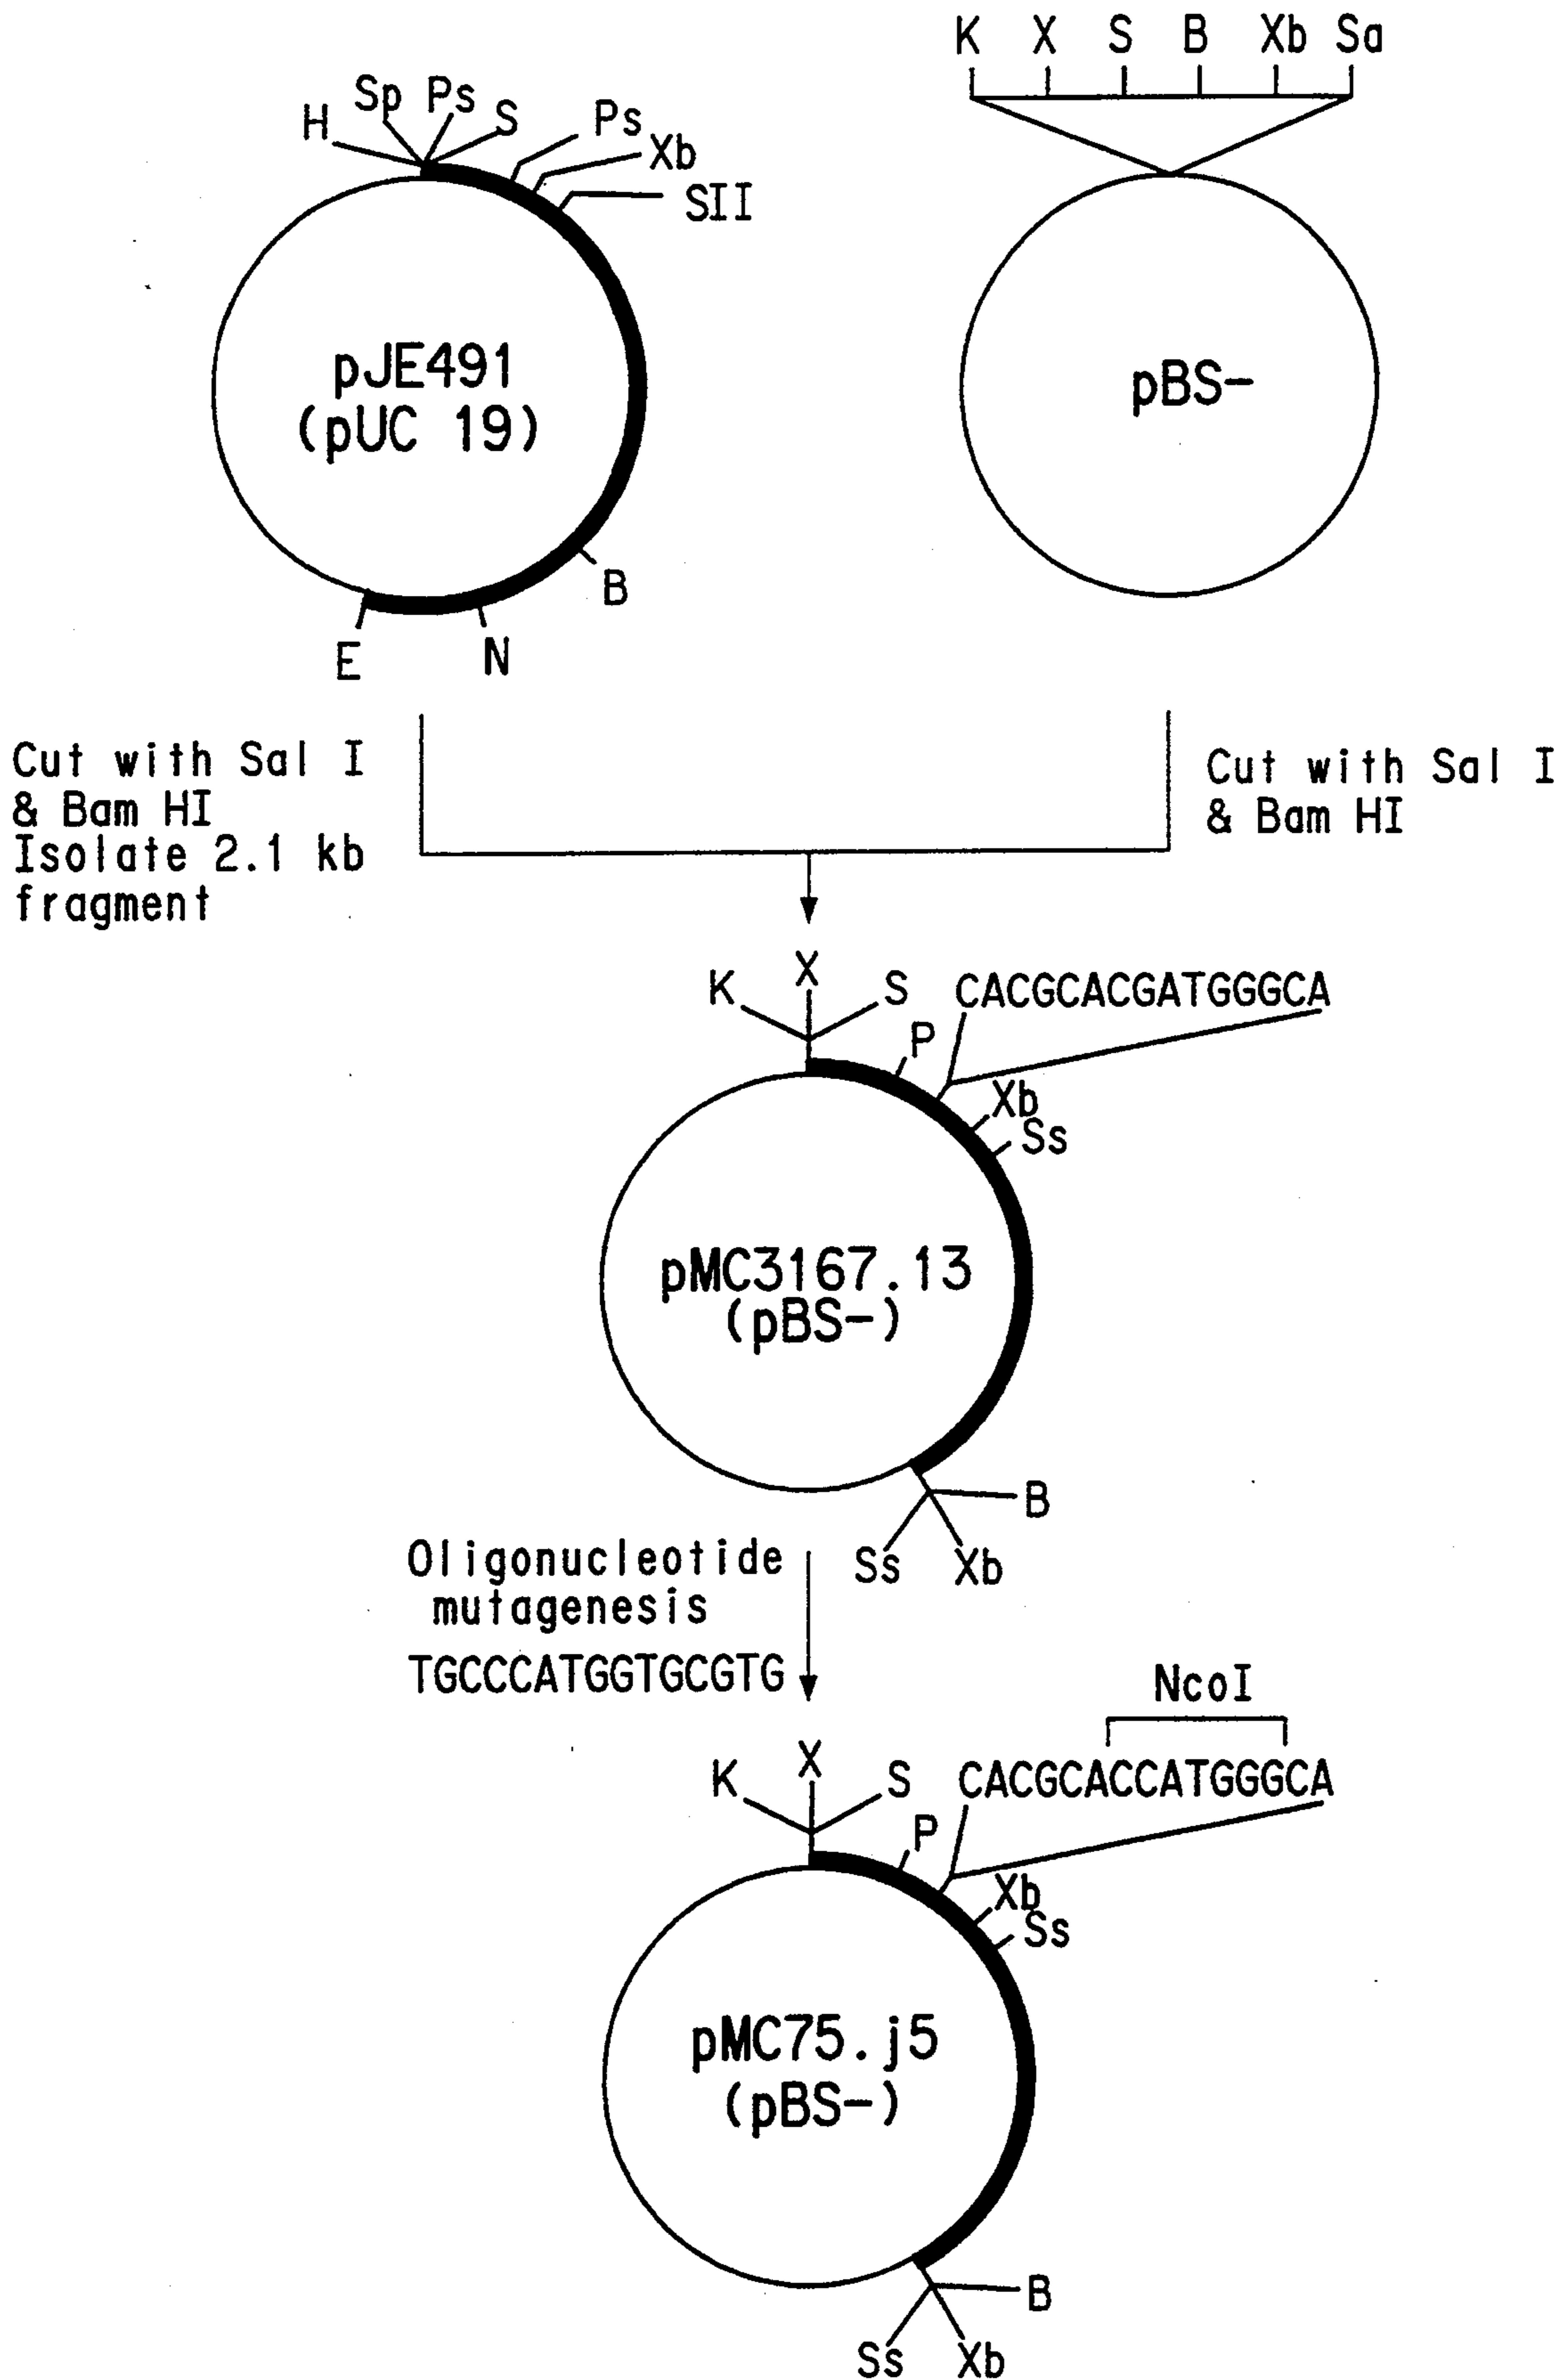 K X S B Xb Sa
H Sp Ps S Ps Xb SII
pJE491
(pUC 19)
B
N
E
pBS-
Cut with Sal I
& Bam HI
Isolate 2.1 kb
fragment
Cut with Sal I
& Bam HI
K X S CACGCACGATGGGCA
P
Xb
Ss
pMC3167.13
(pBS-)
B
Ss Xb
Oligonucleotide
mutagenesis
TGCCCATGGTGCGTG
NcoI
K X S CACGCACCATGGGCA
P
Xb
Ss
pMC75.j5
(pBS-)
B
Ss Xb